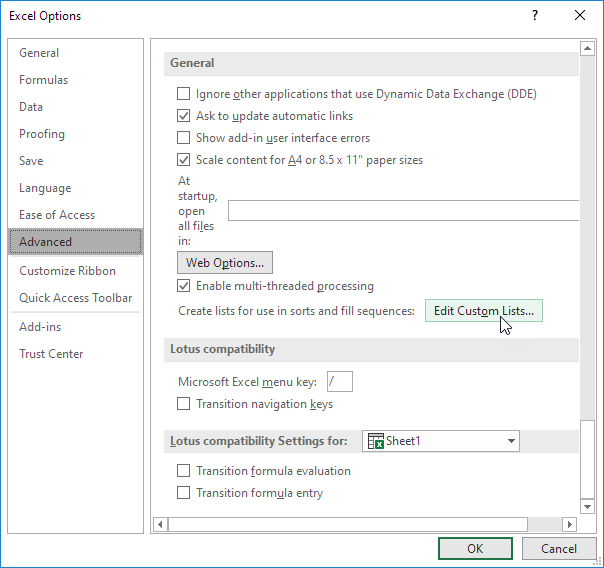 Excel Options
?
General
Formulas
Data
Proofing
Save
Language
Ease of Access
Advanced
Customize Ribbon
Quick Access Toolbar
Add-ins
Trust Center
General
Ignore other applications that use Dynamic Data Exchange (DDE)
Ask to update automatic links
Show add-in user interface errors
Scale content for A4 or 8.5 x 11" paper sizes
At
startup,
open
all files
in:
Web Options...
Enable multi-threaded processing
Create lists for use in sorts and fill sequences: Edit Custom Lists...
Lotus compatibility
Microsoft Excel menu key: /
Transition navigation keys
Lotus compatibility Settings for: Sheet1
Transition formula evaluation
Transition formula entry
OK Cancel